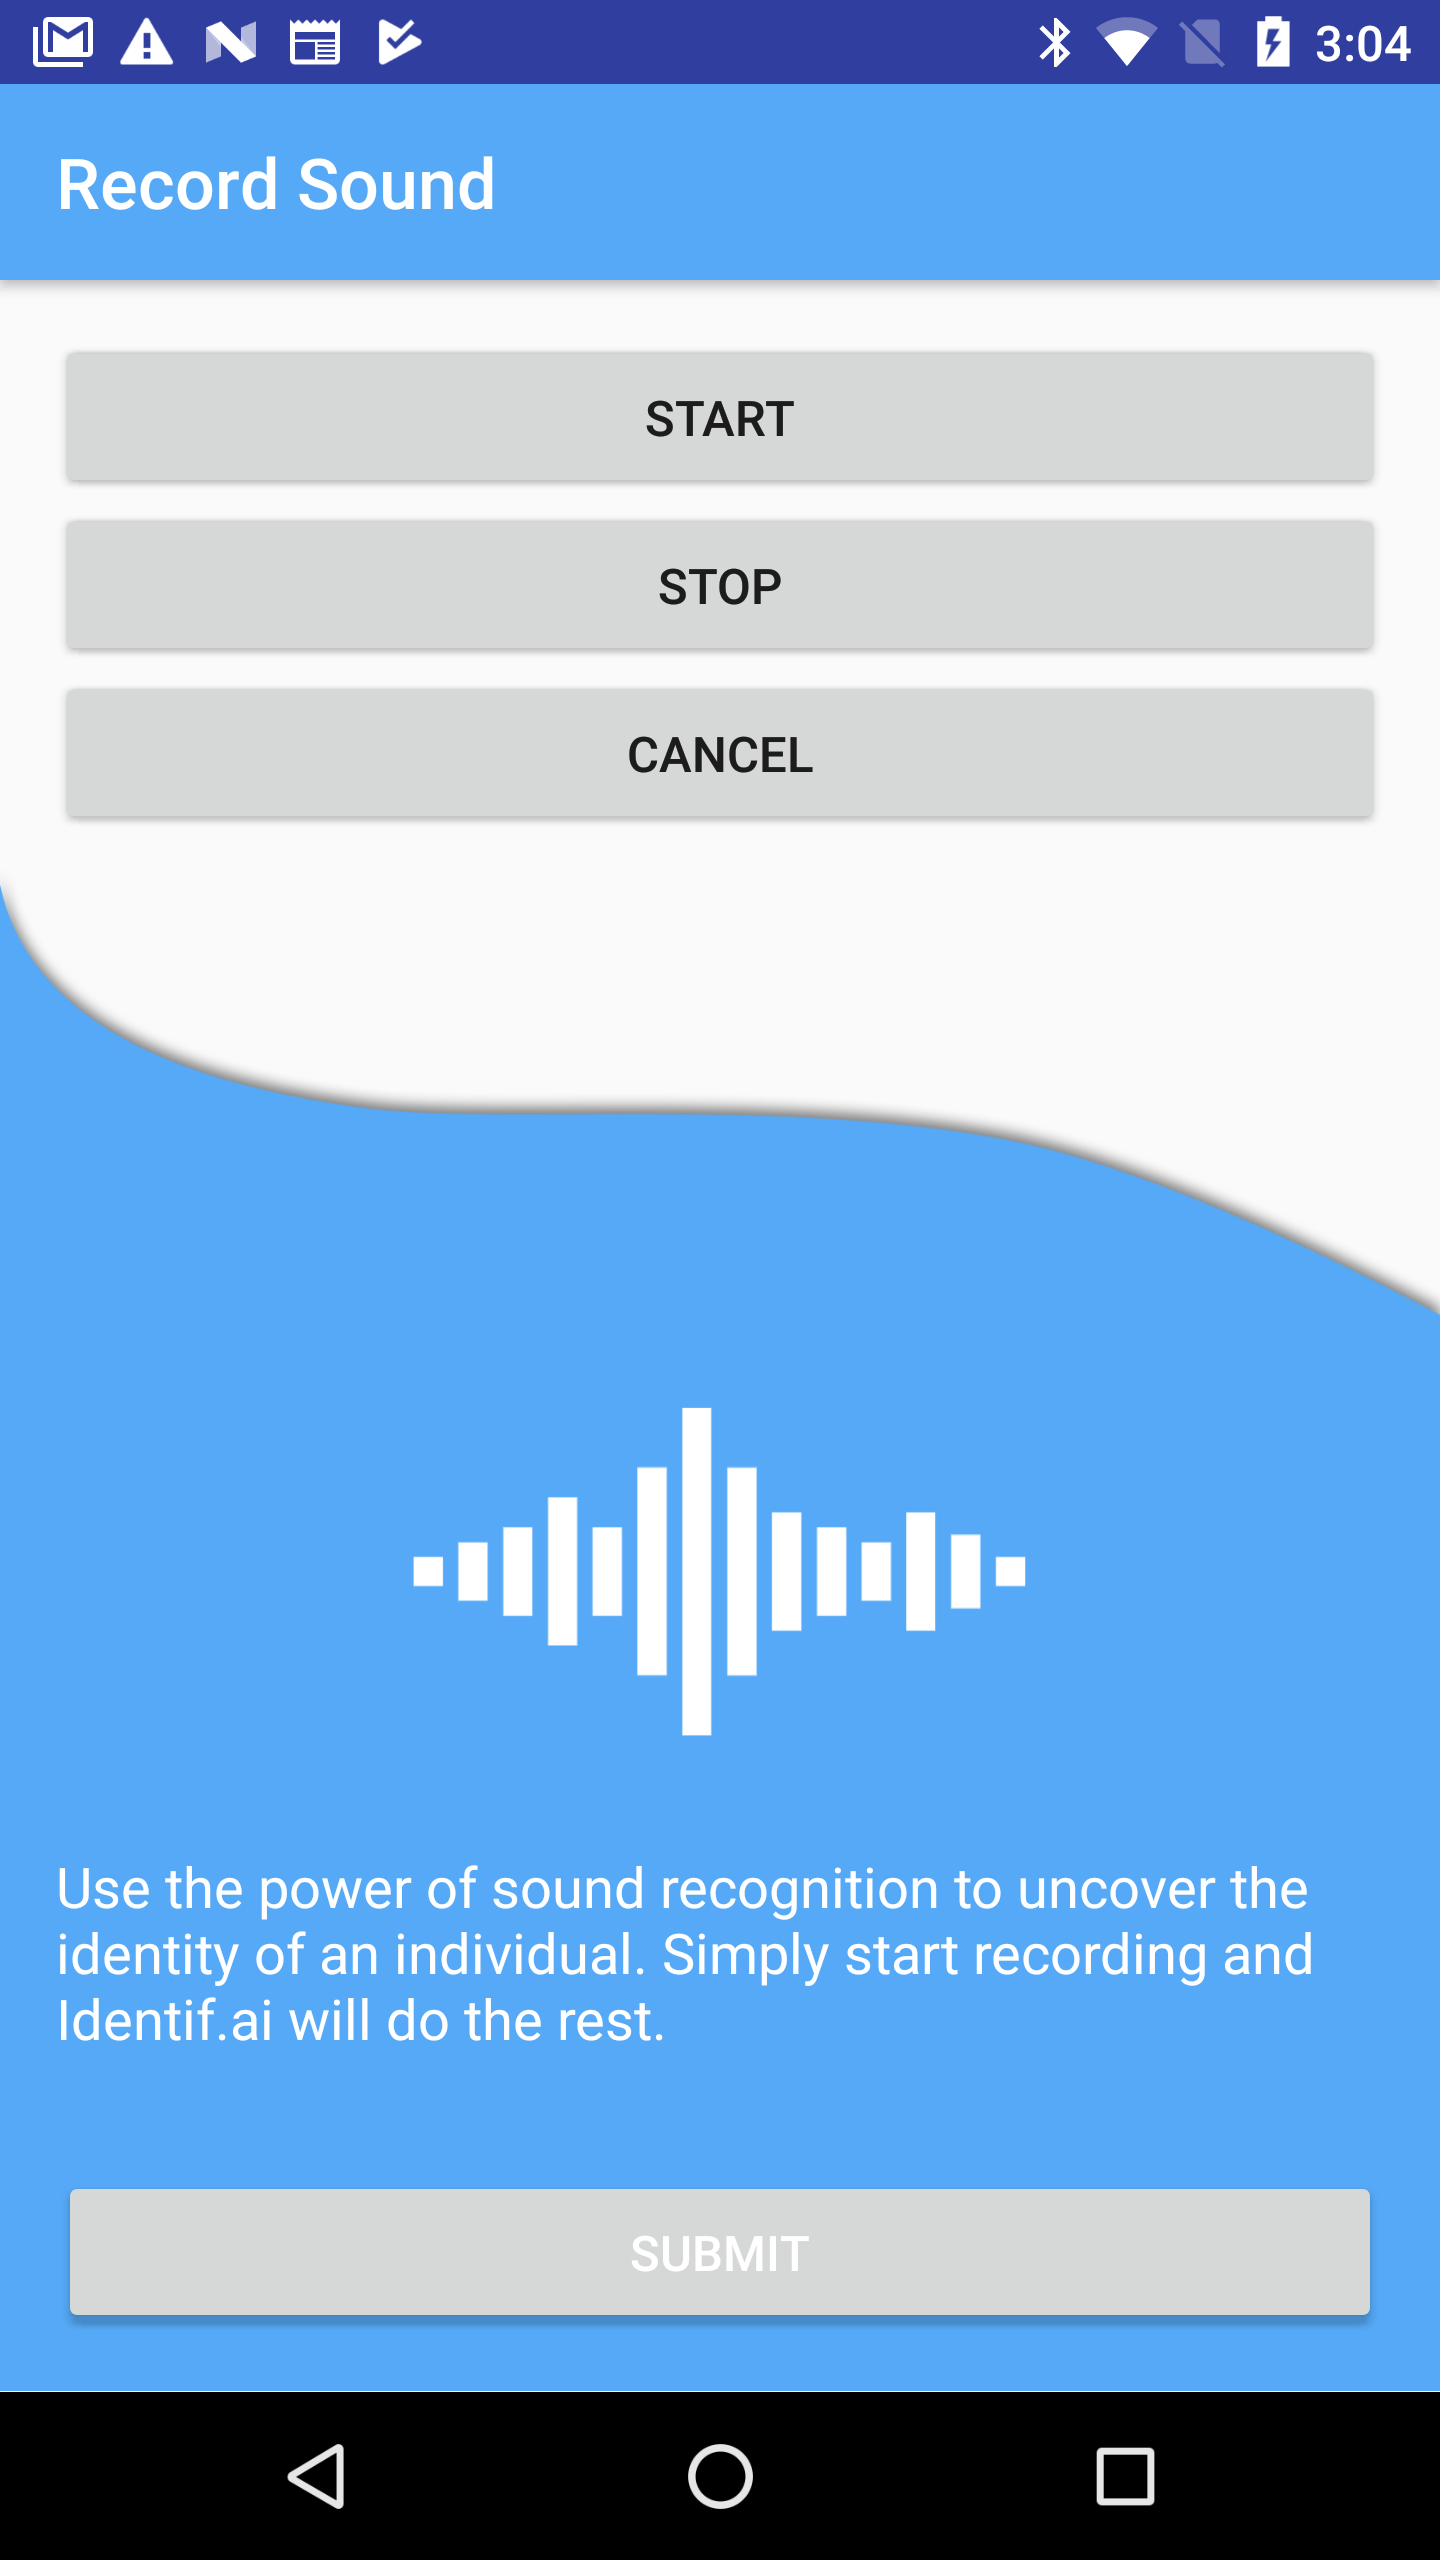 3:04
Record Sound
START
STOP
CANCEL
Use the power of sound recognition to uncover the
identity of an individual. Simply start recording and
Identif.ai will do the rest.
SUBMIT